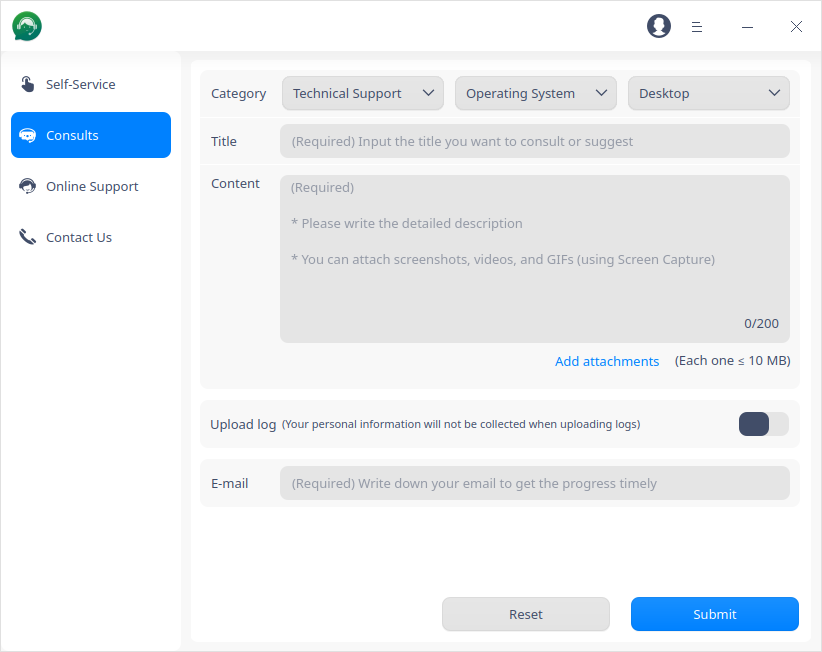 Self-Service
Consults
Online Support
Contact Us
Category Technical Support Operating System Desktop
Title (Required) Input the title you want to consult or suggest
Content (Required)
* Please write the detailed description
* You can attach screenshots, videos, and GIFs (using Screen Capture)
0/200
Add attachments (Each one ≤ 10 MB)
Upload log (Your personal information will not be collected when uploading logs)
E-mail (Required) Write down your email to get the progress timely
Reset Submit